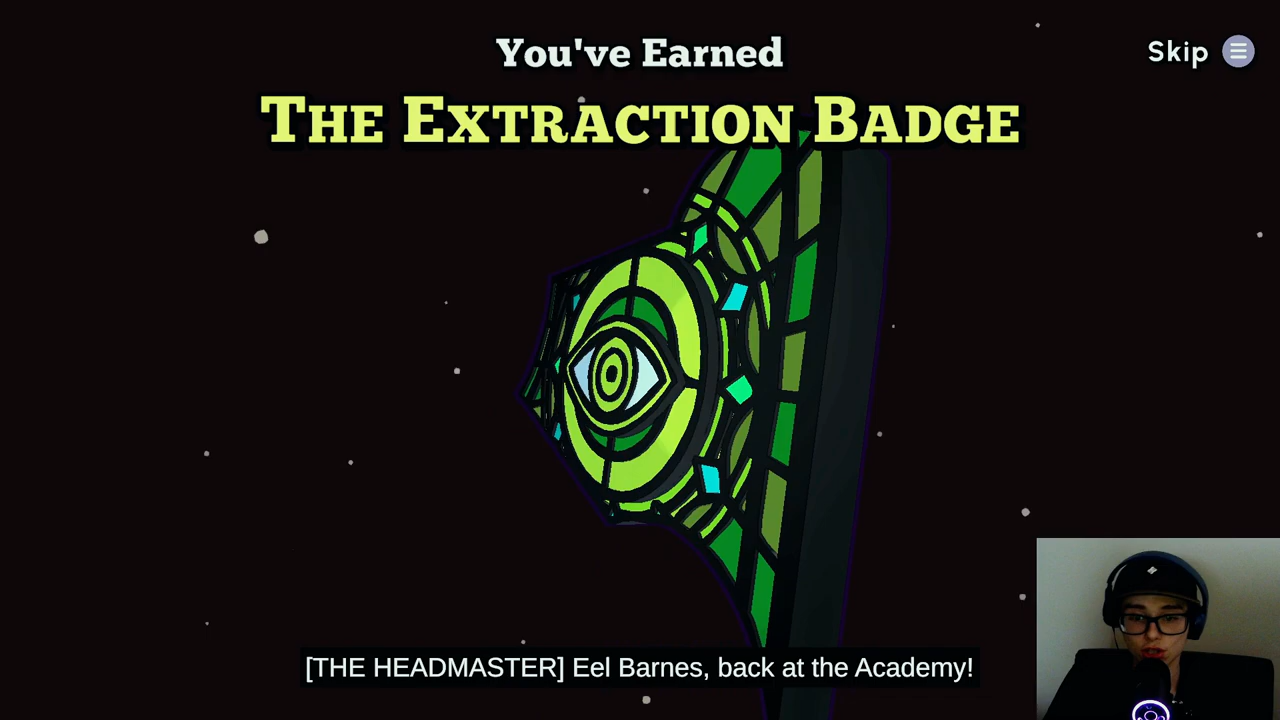 You've Earned
Skip
The Extraction Badge
[THE HEADMASTER] Eel Barnes, back at the Academy!